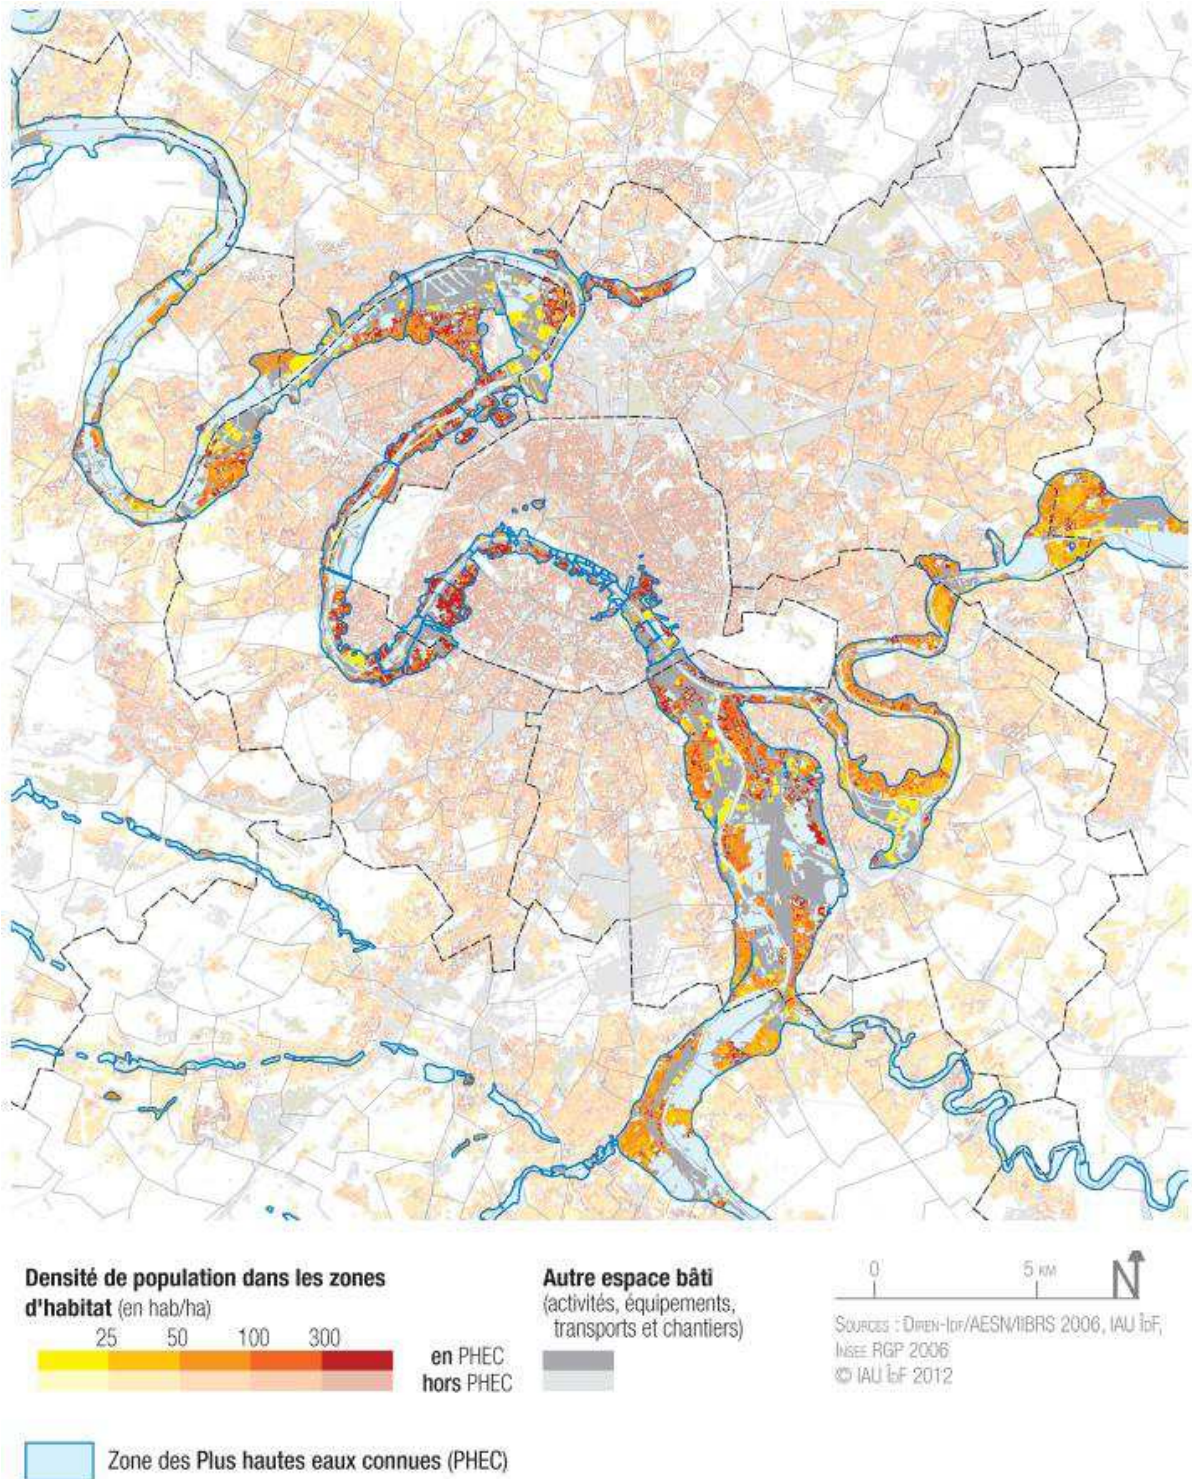 Densité de population dans les zones
d'habitat (en hab/ha)
25 50 100 300
en PHEC
hors PHEC
Autre espace bâti
(activités, équipements,
transports et chantiers)
0 5 KM
N
Sources : Diren-Idf/AESN/IIBRS 2006, IAU ÎdF,
Insee RGP 2006
© IAU ÎdF 2012
Zone des Plus hautes eaux connues (PHEC)